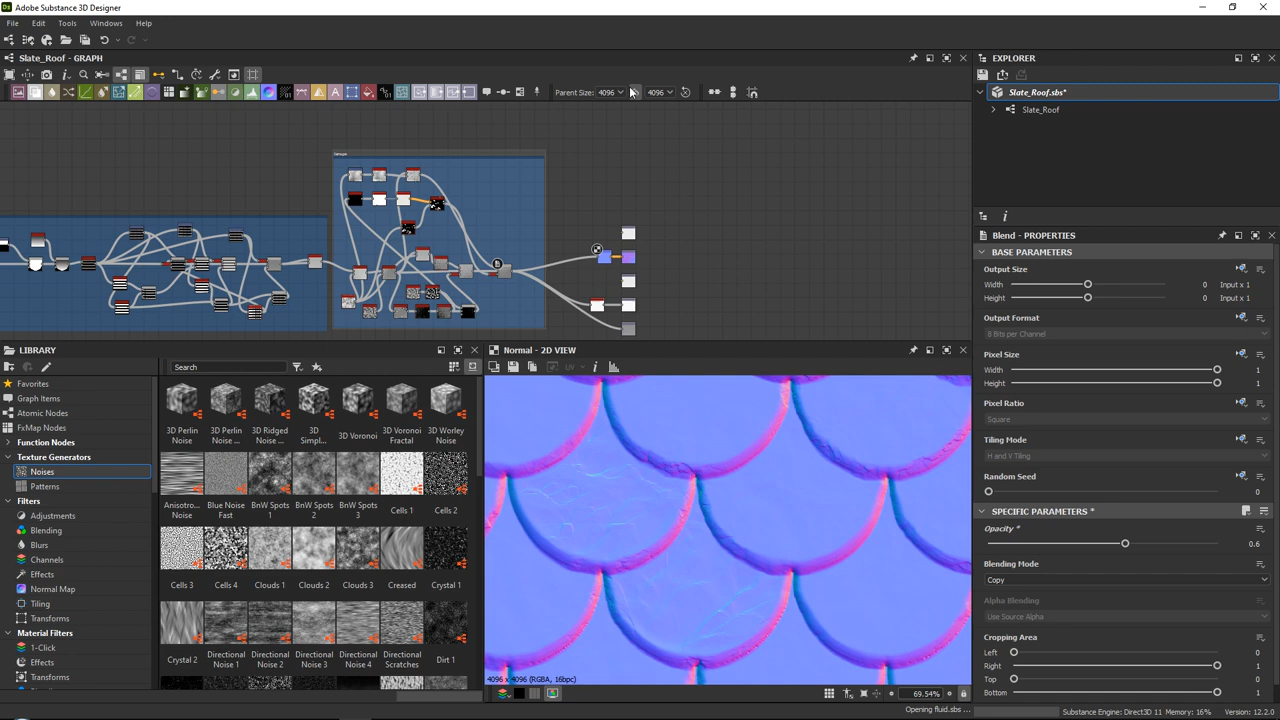 Adobe Substance 3D Designer
File Edit Tools Windows Help
Slate_Roof - GRAPH
Parent Size: 4096 4096
EXPLORER
Slate_Roof.sbs*
Slate_Roof
Blend - PROPERTIES
BASE PARAMETERS
Output Size
Width 0 Input x 1
Height 0 Input x 1
Output Format
8 Bits per Channel
Pixel Size
Width 1
Height 1
Pixel Ratio
Square
Tiling Mode
H and V Tiling
Random Seed
0
SPECIFIC PARAMETERS *
Opacity *
0.6
Blending Mode
Copy
Alpha Blending
Use Source Alpha
Cropping Area
Left 0
Right 1
Top 0
Bottom 1
LIBRARY
Search
Favorites
Graph Items
Atomic Nodes
FxMap Nodes
Function Nodes
Texture Generators
Noises
Patterns
Filters
Adjustments
Blending
Blurs
Channels
Effects
Normal Map
Tiling
Transforms
Material Filters
1-Click
Effects
Transforms
3D Perlin Noise
3D Perlin Noise ...
3D Ridged Noise ...
3D Simpl...
3D Voronoi
3D Voronoi Fractal
3D Worley Noise
Anisotro... Noise
Blue Noise Fast
BnW Spots 1
BnW Spots 2
BnW Spots 3
Cells 1
Cells 2
Cells 3
Cells 4
Clouds 1
Clouds 2
Clouds 3
Creased
Crystal 1
Crystal 2
Directional Noise 1
Directional Noise 2
Directional Noise 3
Directional Noise 4
Directional Scratches
Dirt 1
Normal - 2D VIEW
UV
4096 x 4096 (RGBA, 16bpc)
69.54%
Opening fluid.sbs ...
Substance Engine: Direct3D 11 Memory: 16% Version: 12.2.0